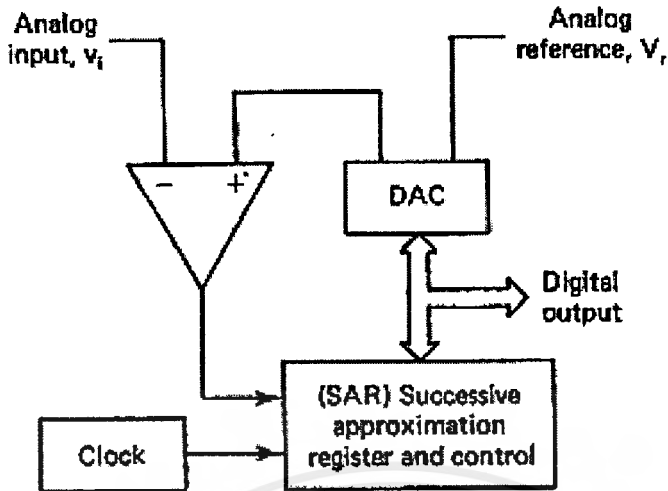 Analog
input, vi
Analog
reference, Vr
-
+
DAC
Digital
output
(SAR) Successive
approximation
register and control
Clock